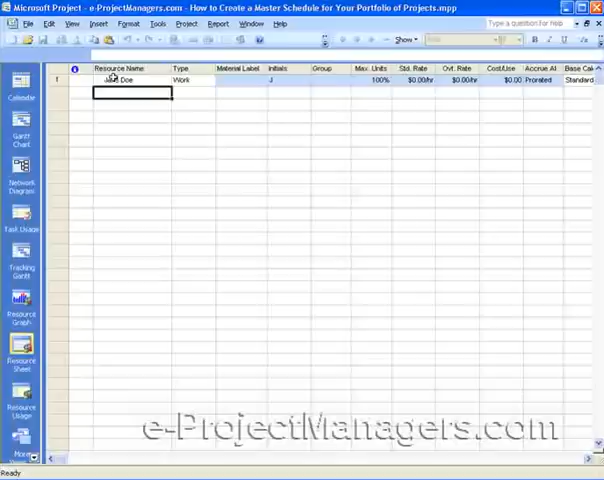 Microsoft Project - e-ProjectManagers.com - How to Create a Master Schedule for Your Portfolio of Projects.mpp
File Edit View Insert Format Tools Project Report Window Help
Type a question for help
Show
Resource Name Type Material Label Initials Group Max. Units Std. Rate Ovt. Rate Cost/Use Accrue At Base Cal
1 Doe Work J 100% $0.00/hr $0.00/hr $0.00 Prorated Standard
Calendar
Gantt
Chart
Network
Diagram
Task Usage
Tracking
Gantt
Resource
Graph
Resource
Sheet
Resource
Usage
More
e-ProjectManagers.com
Ready